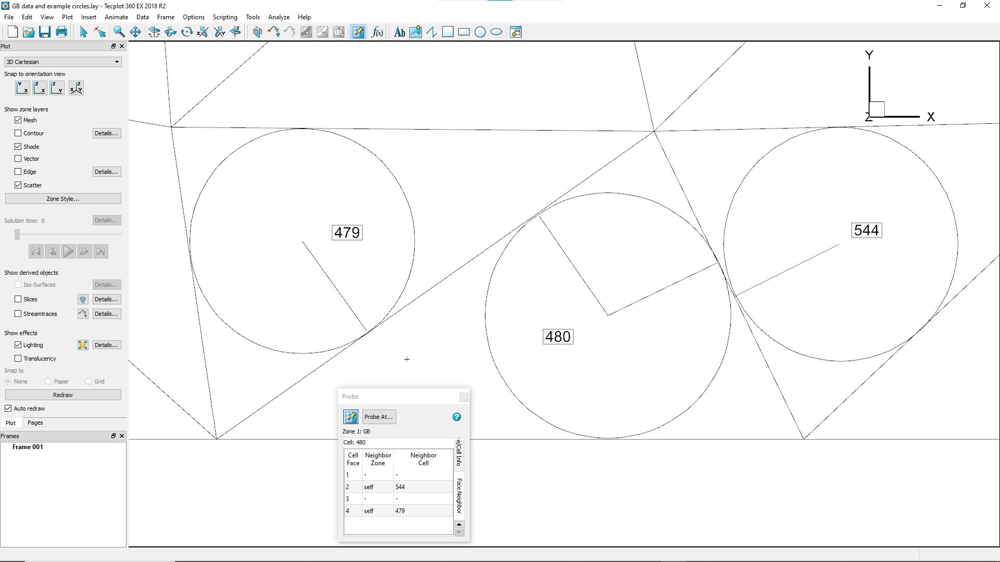 GB data and example circles.lay - Tecplot 360 EX 2018 R2
File Edit View Plot Insert Animate Data Frame Options Scripting Tools Analyze Help
1.2.. f(x) Ab
Plot
3D Cartesian
Snap to orientation view
Y X Z X Z Y X Z Y
Show zone layers
Mesh
Contour Details...
Shade
Vector
Edge Details...
Scatter
Zone Style...
Solution time: 0 Details...
Show derived objects
Iso-Surfaces Details...
Slices Details...
Streamtraces Details...
Show effects
Lighting Details...
Translucency
Snap to
None Paper Grid
Redraw
Auto redraw
Plot Pages
Frames
Frame 001
Y
Z X
479
480
544
Probe
Probe At...
Zone 1: GB
Cell: 480
Cell Face Neighbor Zone Neighbor Cell
1 - -
2 self 544
3 - -
4 self 479
e/Cell Info
Face Neighbor